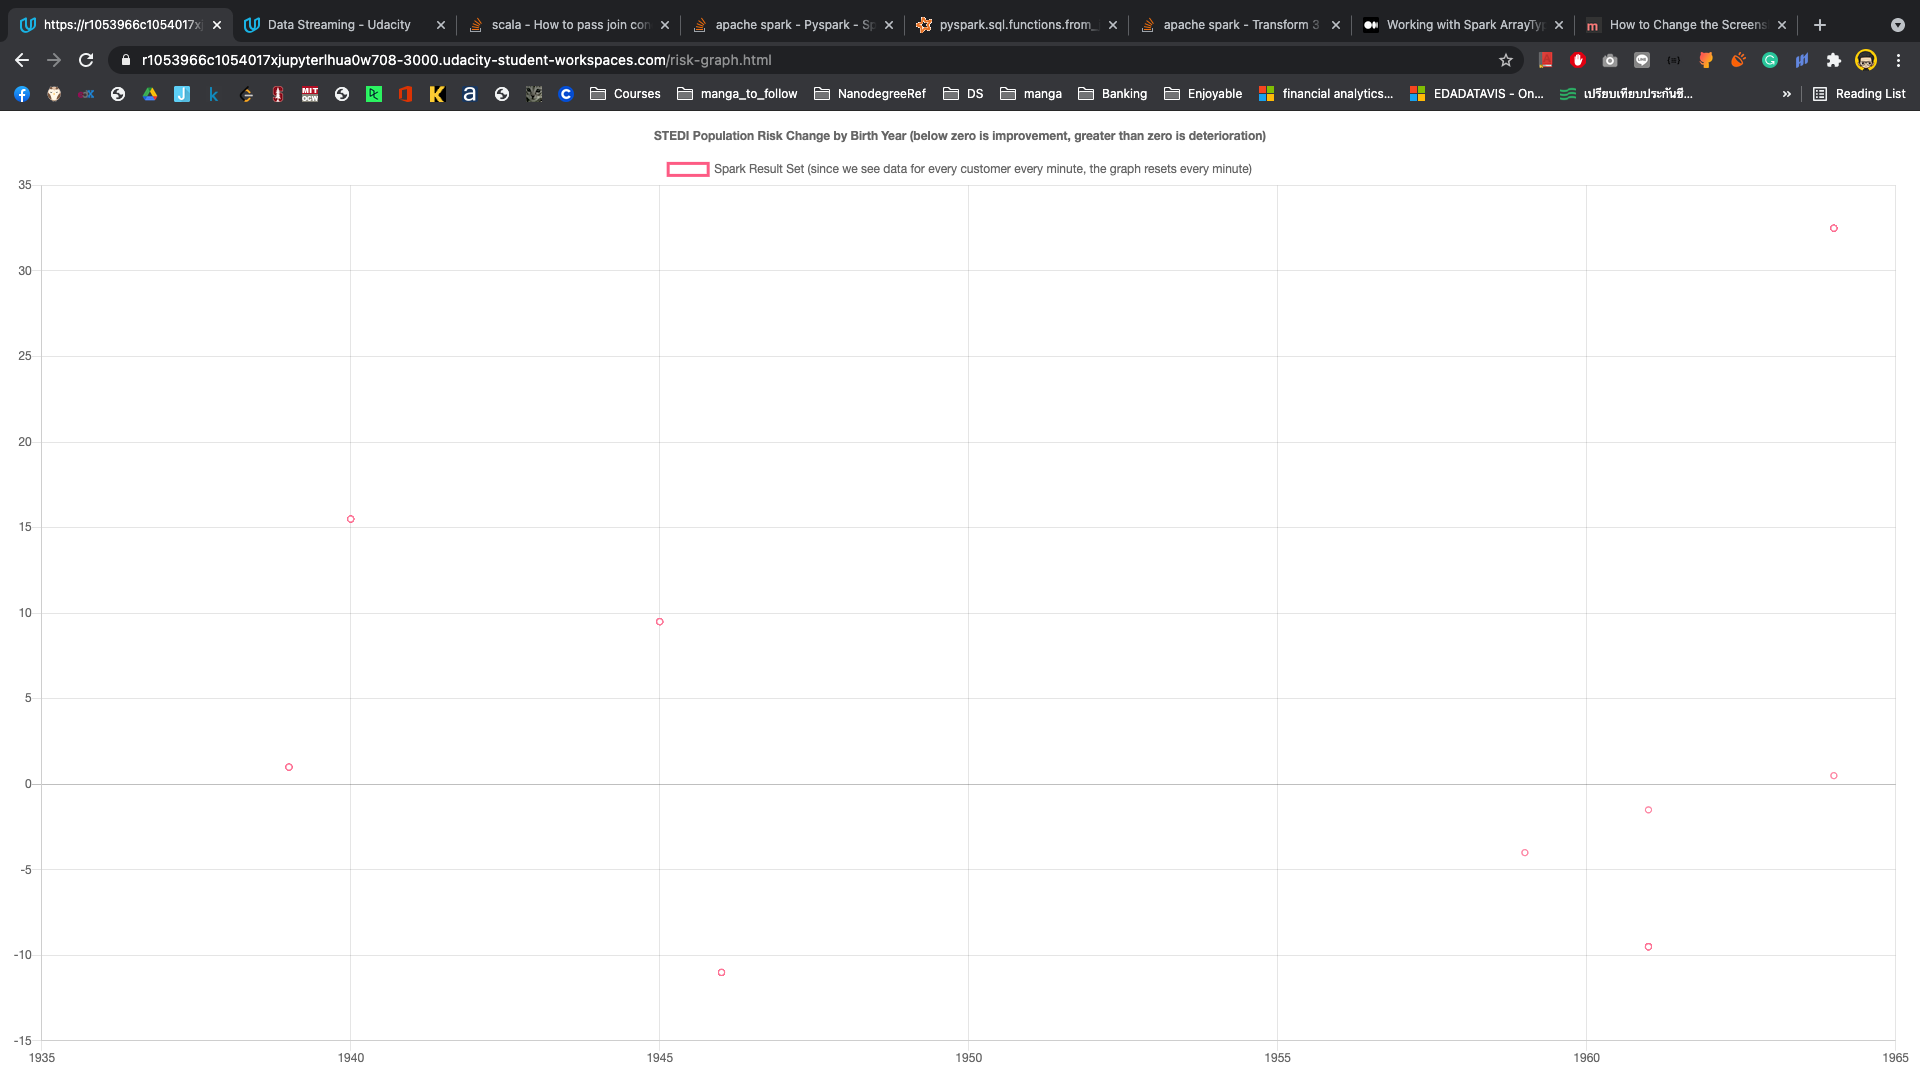 https://r1053966c1054017xj
Data Streaming - Udacity
scala - How to pass join con
apache spark - Pyspark - Sp
pyspark.sql.functions.from_
apache spark - Transform 3
Working with Spark ArrayTyp
How to Change the Screens
r1053966c1054017xjupyterlhua0w708-3000.udacity-student-workspaces.com/risk-graph.html
Courses
manga_to_follow
NanodegreeRef
DS
manga
Banking
Enjoyable
financial analytics...
EDADATAVIS - On...
เปรียบเทียบประกันชี...
»
Reading List
STEDI Population Risk Change by Birth Year (below zero is improvement, greater than zero is deterioration)
Spark Result Set (since we see data for every customer every minute, the graph resets every minute)
35
30
25
20
15
10
5
0
-5
-10
-15
1935 1940 1945 1950 1955 1960 1965